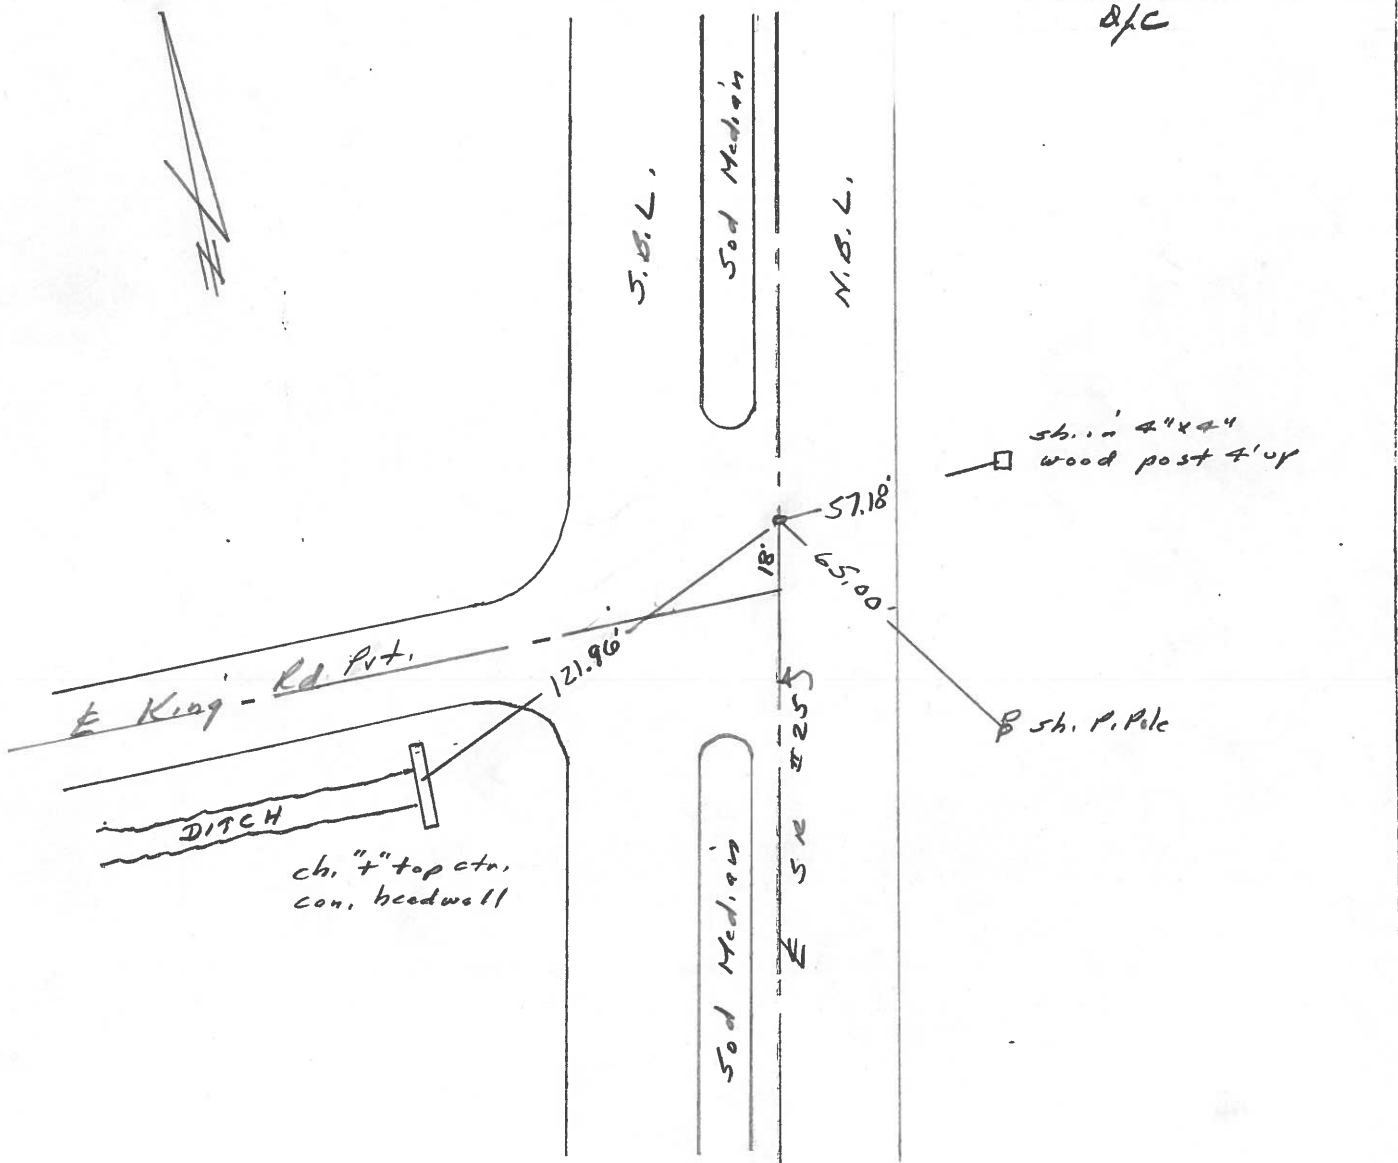 S.B.L.
Sod Median
N.B.L.
sh. in 4"x4"
wood post 4'up
57.18'
18'
65.00'
121.96'
King Rd Pvt.
SR #25
sh. P.Pole
DITCH
ch. "+" top ctr.
con. headwall
Sod Median
N